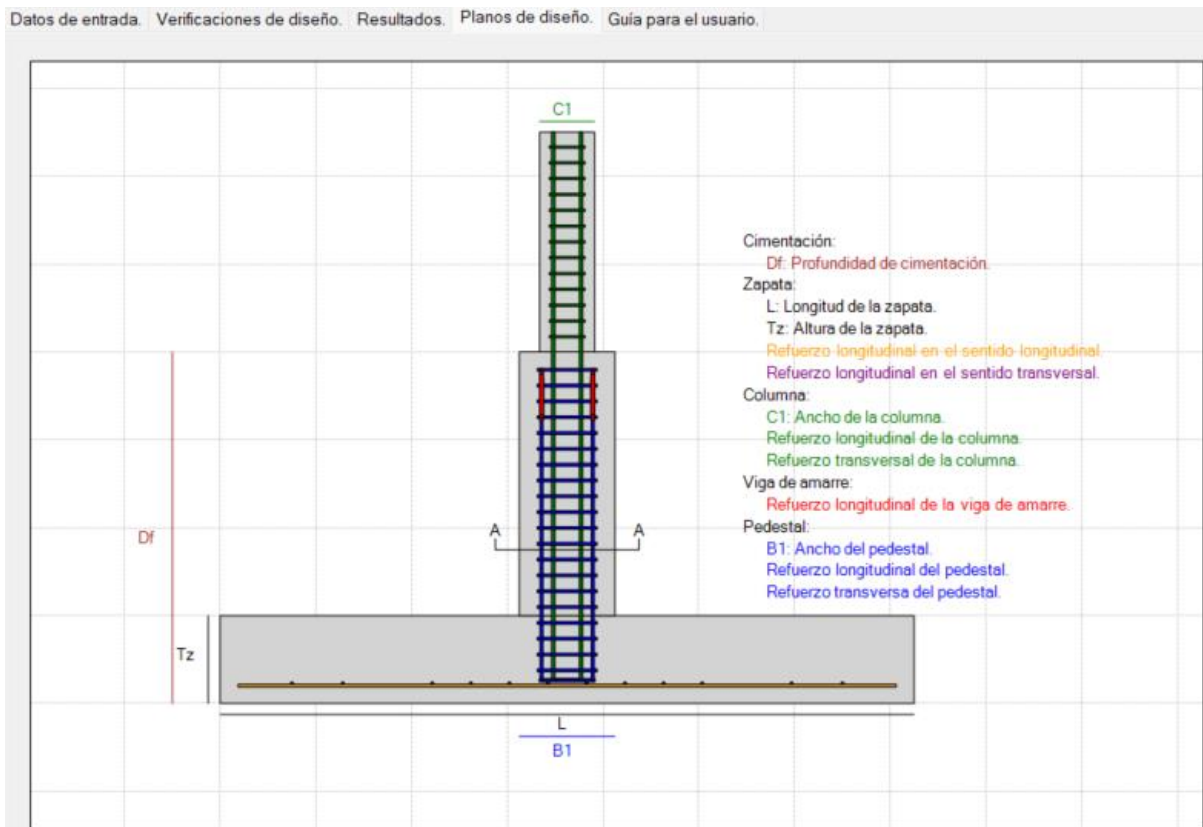 Datos de entrada. Verificaciones de diseño. Resultados. Planos de diseño. Guía para el usuario.
C1
Cimentación:
Df: Profundidad de cimentación.
Zapata:
L: Longitud de la zapata.
Tz: Altura de la zapata.
Refuerzo longitudinal en el sentido longitudinal.
Refuerzo longitudinal en el sentido transversal.
Columna:
C1: Ancho de la columna.
Refuerzo longitudinal de la columna.
Refuerzo transversal de la columna.
Viga de amarre:
Refuerzo longitudinal de la viga de amarre.
Pedestal:
B1: Ancho del pedestal.
Refuerzo longitudinal del pedestal.
Refuerzo transversa del pedestal.
A A
Df
Tz
L
B1